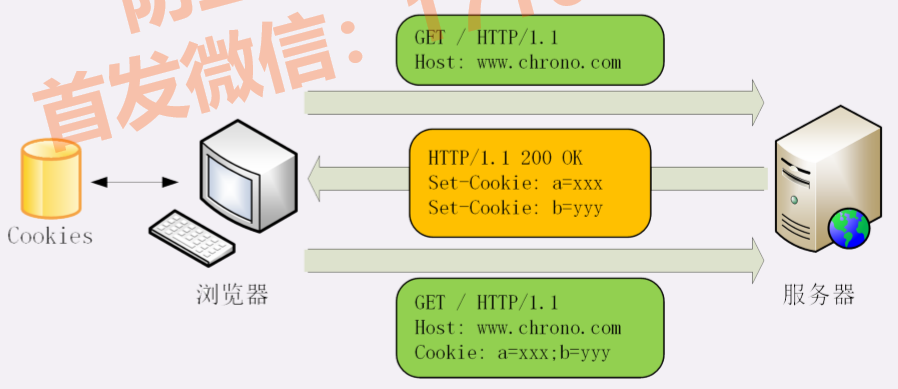 GET / HTTP/1.1
Host: www.chrono.com
首发微信：
HTTP/1.1 200 OK
Set-Cookie: a=xxx
Set-Cookie: b=yyy
Cookies
浏览器
服务器
GET / HTTP/1.1
Host: www.chrono.com
Cookie: a=xxx;b=yyy